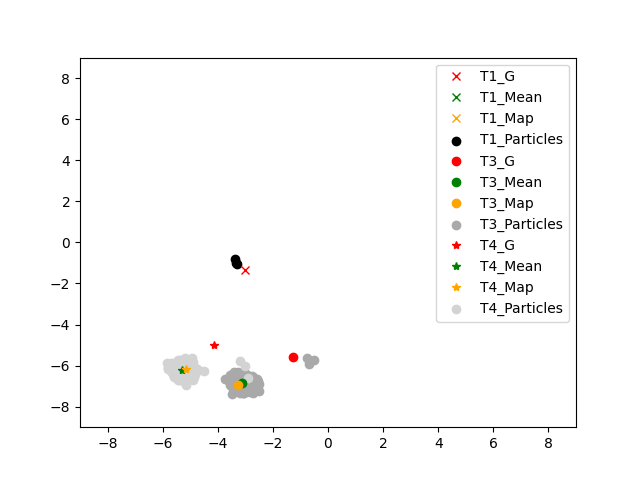 8
6
4
2
0
−2
−4
−6
−8
−8
−6
−4
−2
0
2
4
6
8
T1_G
T1_Mean
T1_Map
T1_Particles
T3_G
T3_Mean
T3_Map
T3_Particles
T4_G
T4_Mean
T4_Map
T4_Particles